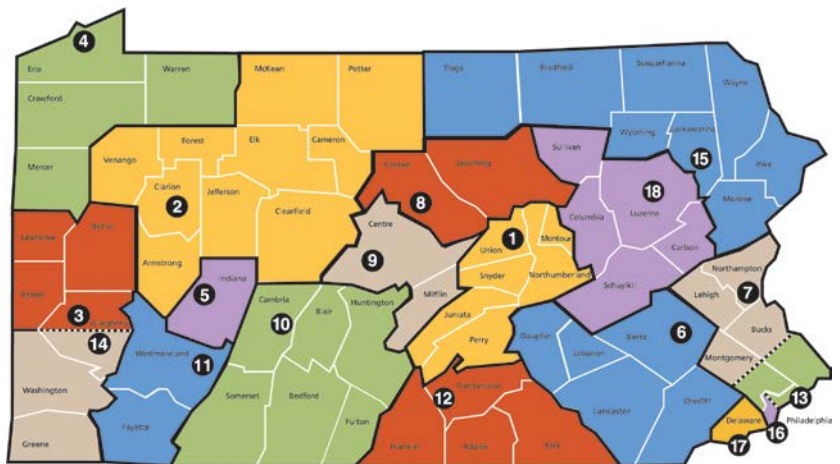 4
Erie
Warren
McKean
Potter
Tioga
Bradford
Susquehanna
Wayne
Crawford
Mercer
Forest
Elk
Cameron
Venango
Clarion
2
Jefferson
Clearfield
Armstrong
Clinton
Lycoming
8
Sullivan
Wyoming
Lackawanna
15
Pike
Monroe
18
Luzerne
Columbia
Carbon
Schuylkill
Lawrence
Butler
Beaver
3
Allegheny
14
Washington
Greene
Indiana
5
Westmoreland
11
Fayette
Centre
9
Mifflin
Union
1
Montour
Snyder
Northumberland
Juniata
Perry
Cambria
10
Blair
Huntington
Somerset
Bedford
Fulton
Cumberland
12
Franklin
Adams
York
Dauphin
Lebanon
Berks
6
Lancaster
Chester
Northampton
Lehigh
7
Bucks
Montgomery
13
Philadelphia
16
Delaware
17